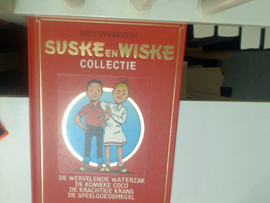 WILLY VANDERSTEEN
SUSKE EN WISKE
COLLECTIE
DE WERVELENDE WATERZAK
DE KOMIEKE COCO
DE KRACHTIGE KRANS
DE SPEELGOEDSPIEGEL